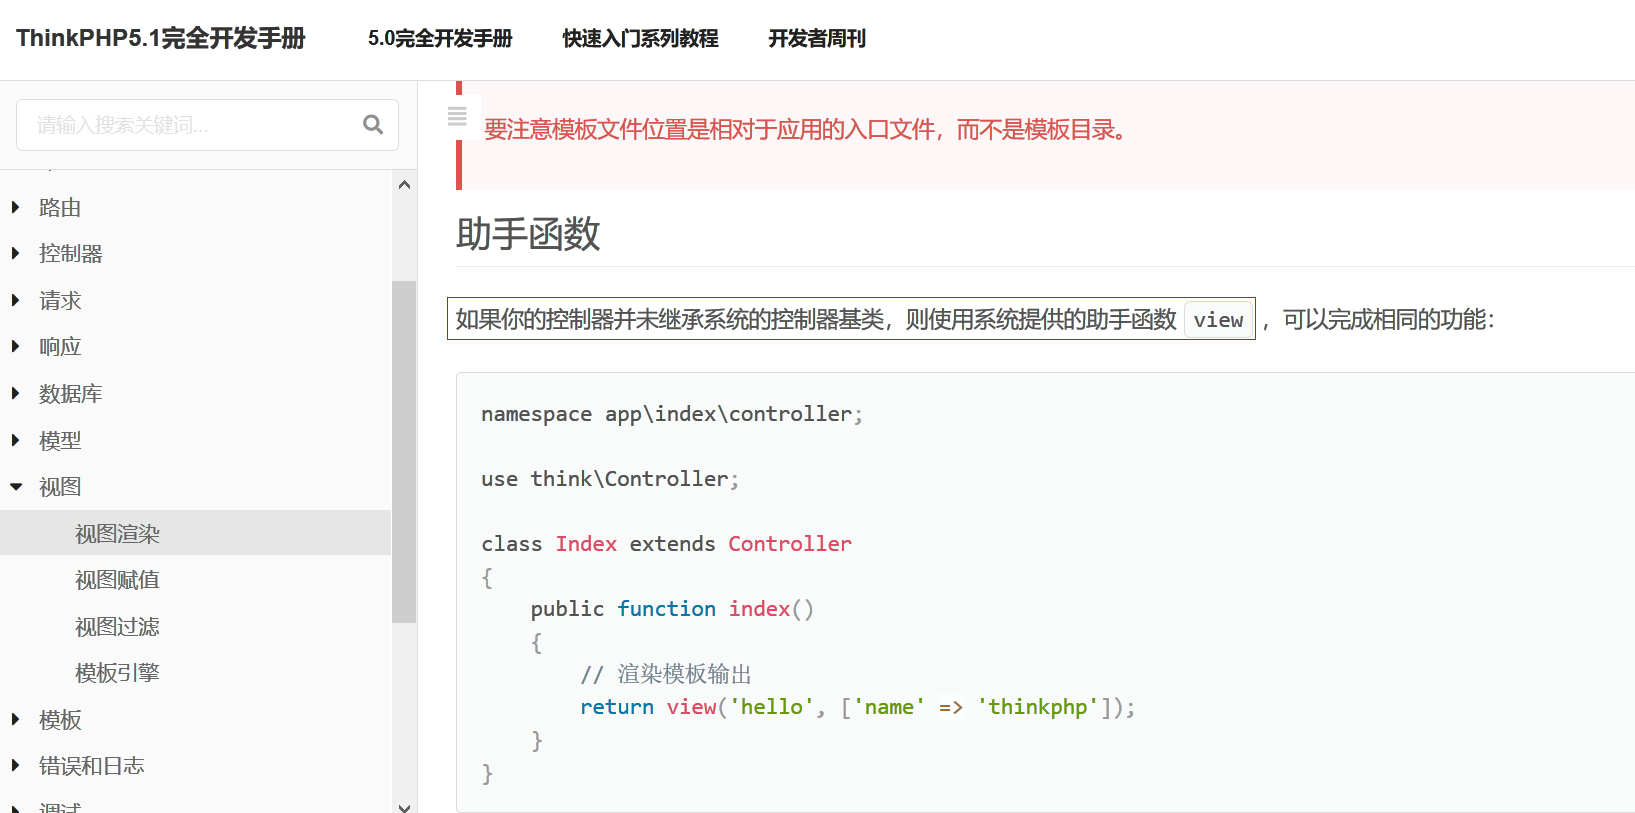 ThinkPHP5.1完全开发手册
5.0完全开发手册
快速入门系列教程
开发者周刊
请输入搜索关键词...
路由
控制器
请求
响应
数据库
模型
视图
视图渲染
视图赋值
视图过滤
模板引擎
模板
错误和日志
调试
要注意模板文件位置是相对于应用的入口文件，而不是模板目录。
助手函数
如果你的控制器并未继承系统的控制器基类，则使用系统提供的助手函数 view ，可以完成相同的功能：
namespace app\index\controller;
use think\Controller;
class Index extends Controller
{
public function index()
{
// 渲染模板输出
return view('hello', ['name' => 'thinkphp']);
}
}